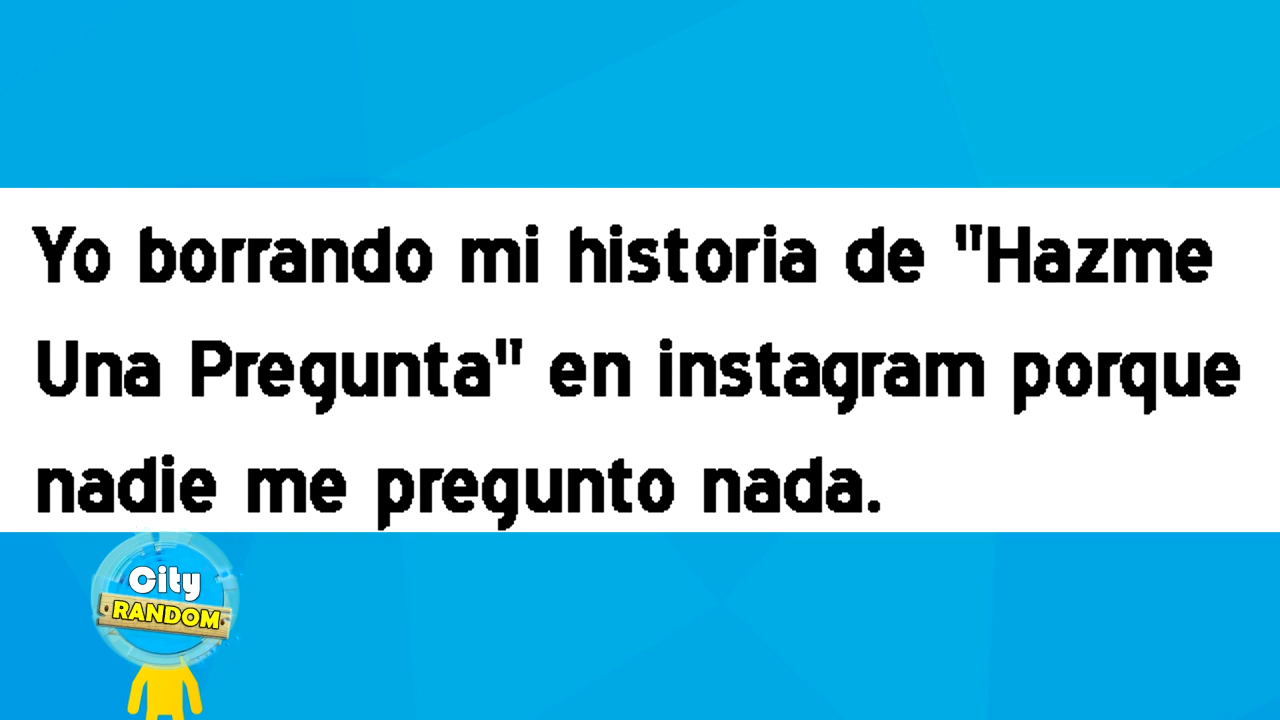 Yo borrando mi historia de "Hazme
Una Pregunta" en instagram porque
nadie me pregunto nada.
City
RANDOM